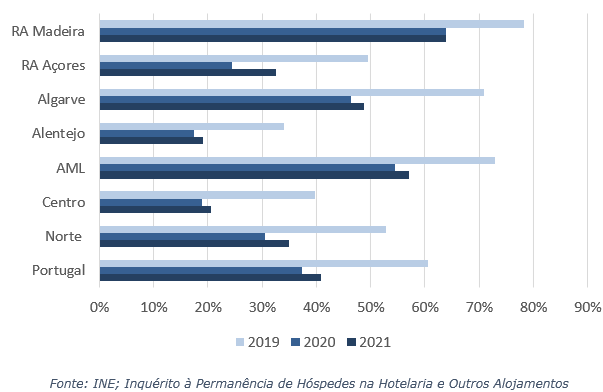 RA Madeira
RA Açores
Algarve
Alentejo
AML
Centro
Norte
Portugal
0% 10% 20% 30% 40% 50% 60% 70% 80% 90%
2019 2020 2021
Fonte: INE; Inquérito à Permanência de Hóspedes na Hotelaria e Outros Alojamentos